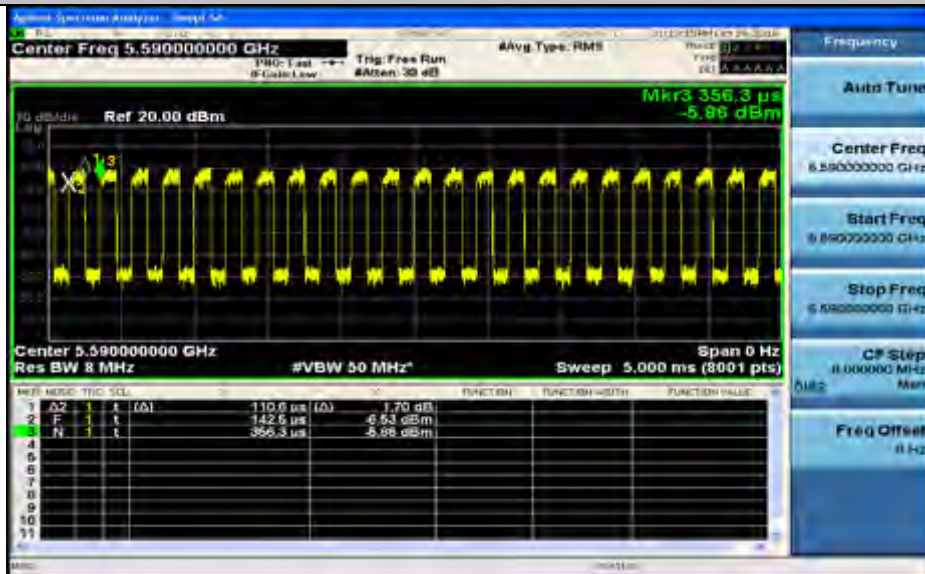 Agilent Spectrum Analyzer - Swept SA
Center Freq 5.590000000 GHz
PNO: Fast
IFGain:Low
Trig: Free Run
#Atten: 30 dB
#Avg Type: RMS
Frequency
Auto Tune
Mkr3 356.3 µs
-5.86 dBm
10 dB/div
Ref 20.00 dBm
Center Freq
5.590000000 GHz
Start Freq
5.590000000 GHz
Stop Freq
5.590000000 GHz
Center 5.590000000 GHz
Span 0 Hz
Res BW 8 MHz
#VBW 50 MHz*
Sweep 5.000 ms (8001 pts)
CF Step
8.000000 MHz
Auto Man
MKR MODE TRC SCL X Y FUNCTION FUNCTION WIDTH FUNCTION VALUE
1 Δ2 1 t (Δ) 110.6 us (Δ) 1.70 dB
2 F 1 t 142.5 us -6.53 dBm
3 N 1 t 356.3 us -5.86 dBm
4
5
6
7
8
9
10
11
Freq Offset
0 Hz